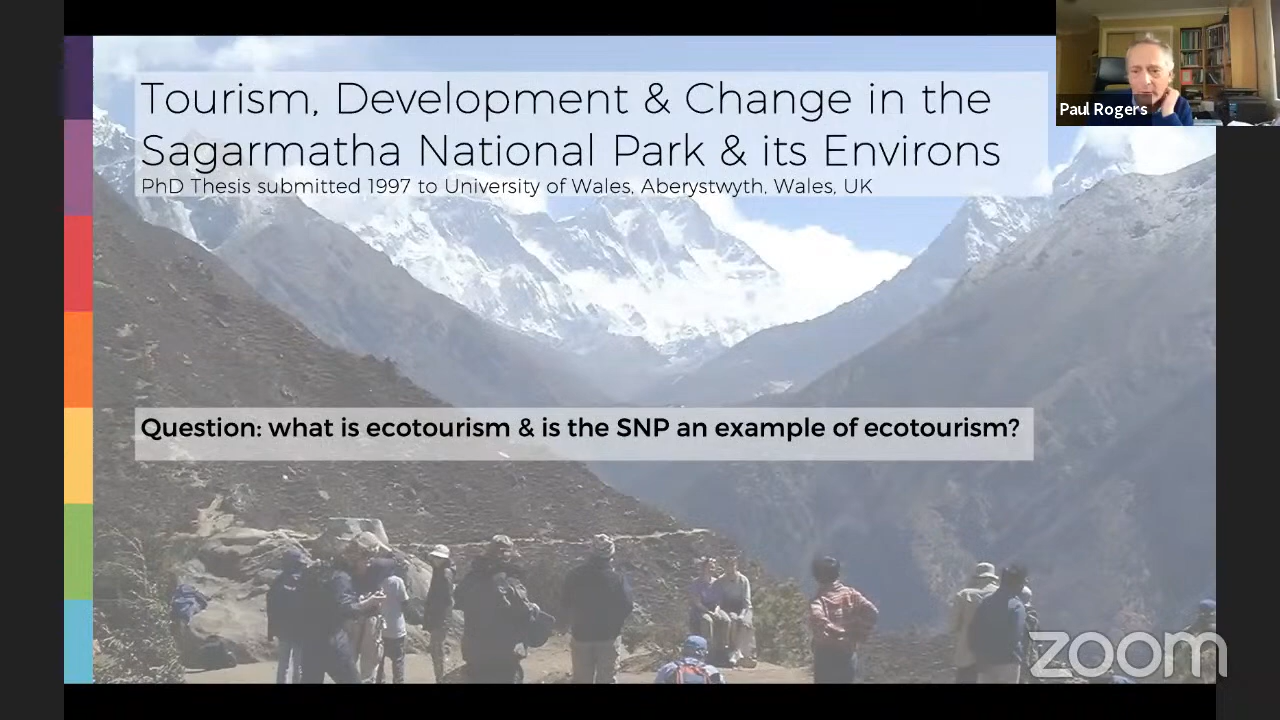 Tourism, Development & Change in the
Sagarmatha National Park & its Environs
PhD Thesis submitted 1997 to University of Wales, Aberystwyth, Wales, UK
Paul Rogers
Question: what is ecotourism & is the SNP an example of ecotourism?
zoom